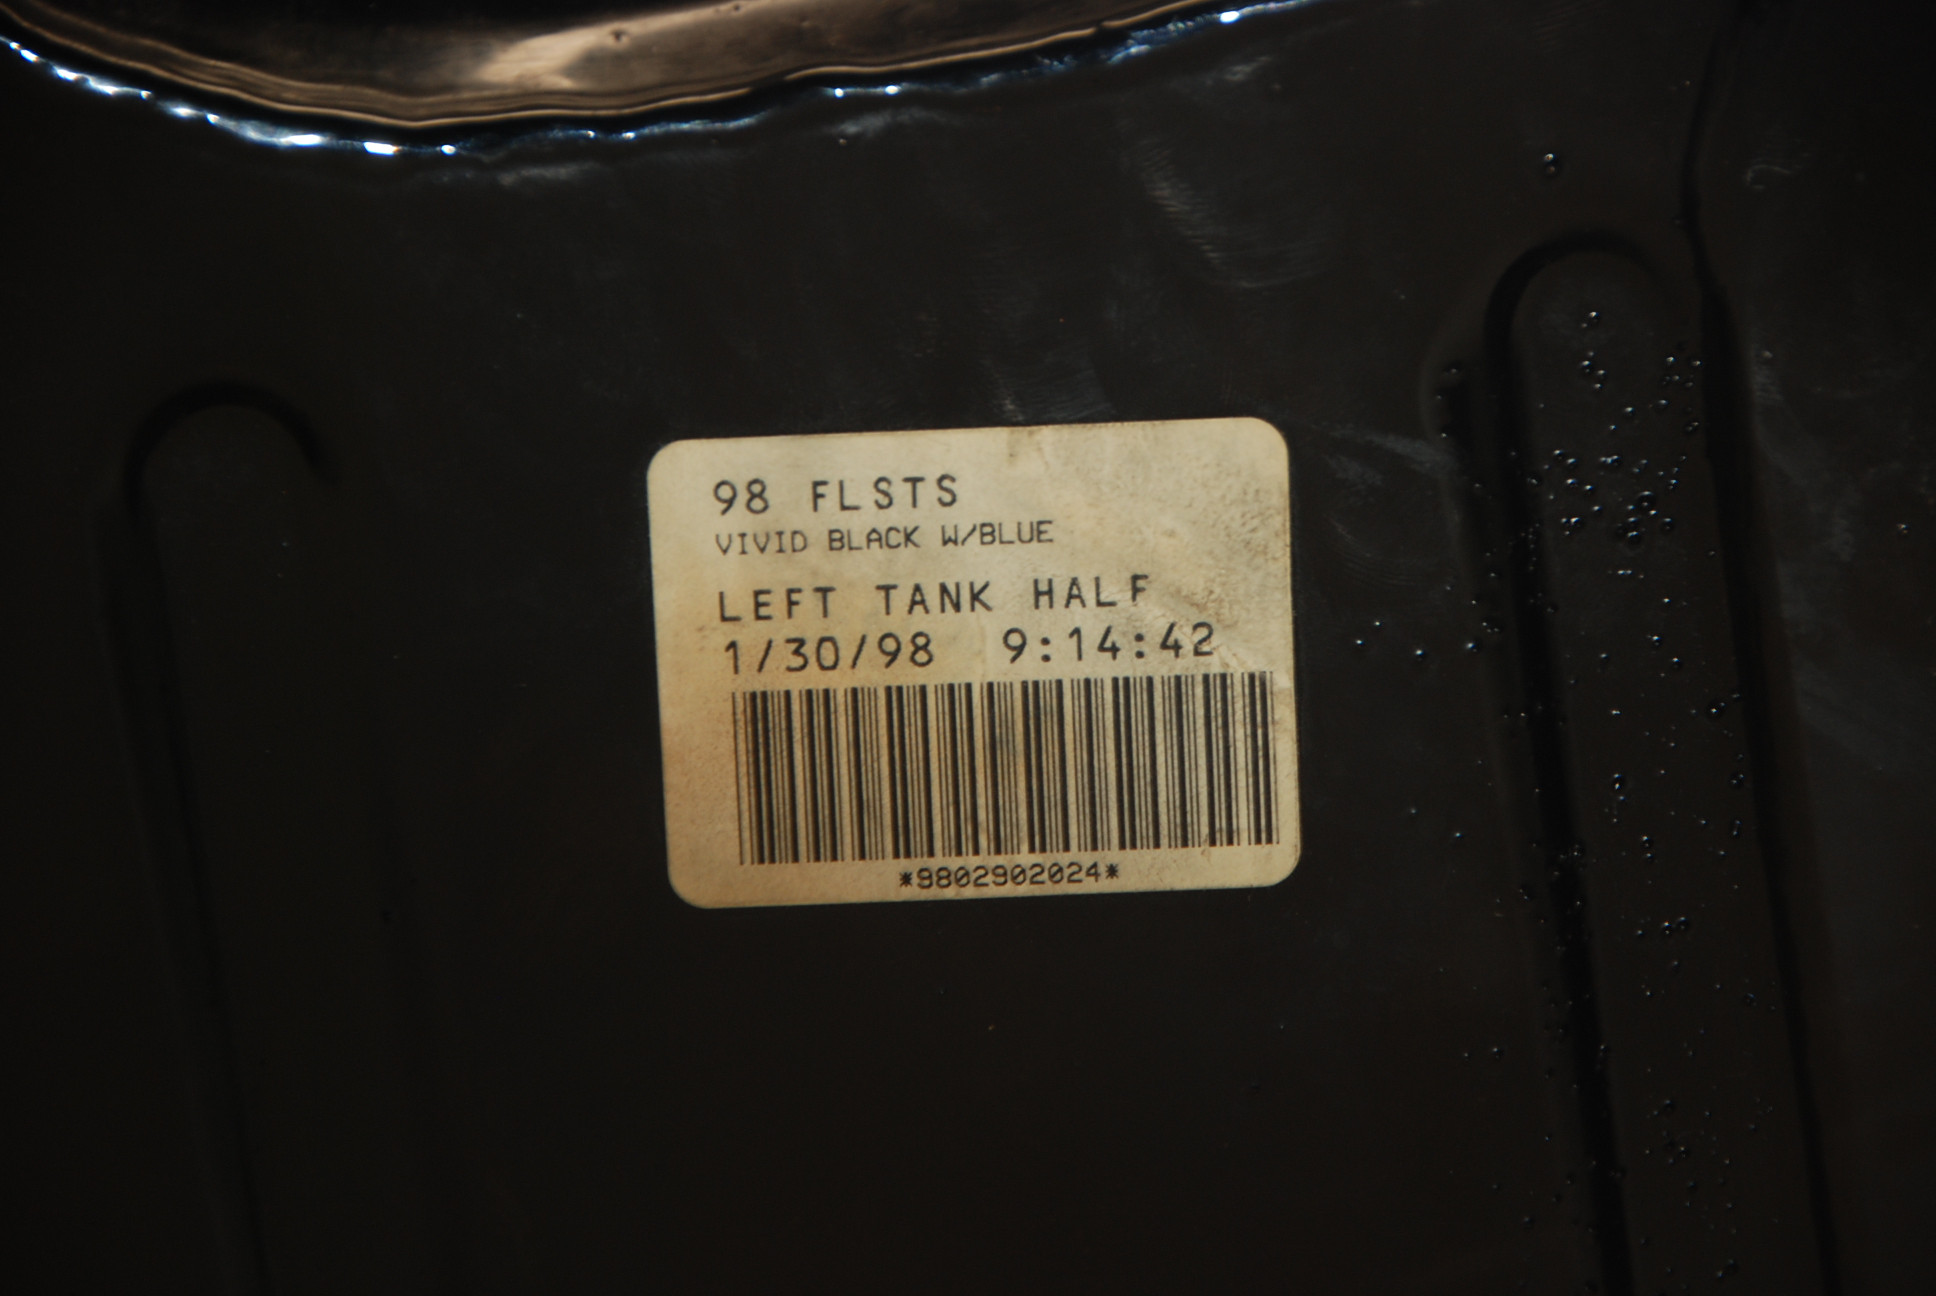 98 FLSTS
VIVID BLACK W/BLUE
LEFT TANK HALF
1/30/98 9:14:42
*9802902024*